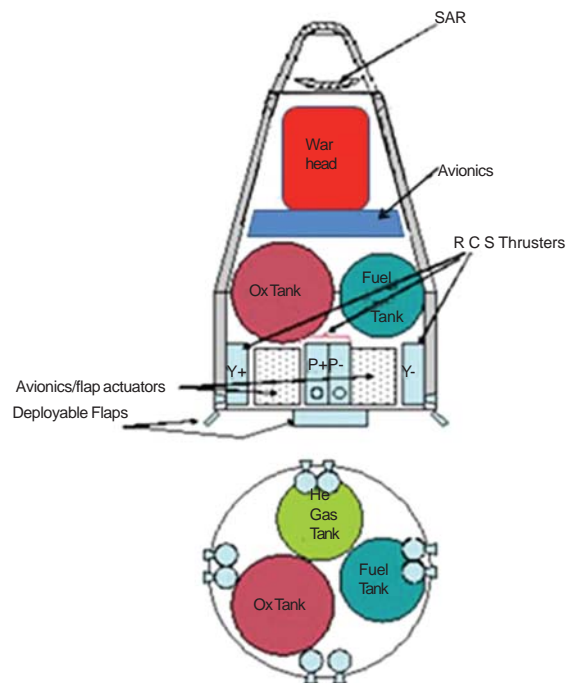 SAR
War
head
Avionics
R C S Thrusters
Ox Tank
Fuel
Tank
Y+
P+
P-
Y-
Avionics/flap actuators
Deployable Flaps
He
Gas
Tank
Fuel
Tank
Ox Tank